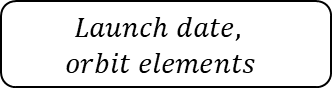 Launch date,
orbit elements